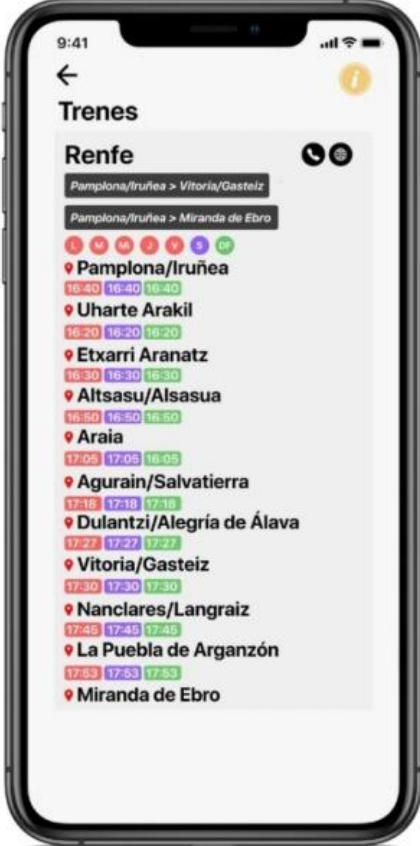 9:41
Trenes
Renfe
Pamplona/Iruñea > Vitoria/Gasteiz
Pamplona/Iruñea > Miranda de Ebro
L M Mi J V S DF
Pamplona/Iruñea
16:40 16:40 16:40
Uharte Arakil
16:20 16:20 16:20
Etxarri Aranatz
16:30 16:30 16:30
Altsasu/Alsasua
16:50 16:50 16:50
Araia
17:05 17:05 16:05
Agurain/Salvatierra
17:18 17:18 17:18
Dulantzi/Alegría de Álava
17:27 17:27 17:27
Vitoria/Gasteiz
17:30 17:30 17:30
Nanclares/Langraiz
17:45 17:45 17:45
La Puebla de Arganzón
17:53 17:53 17:53
Miranda de Ebro